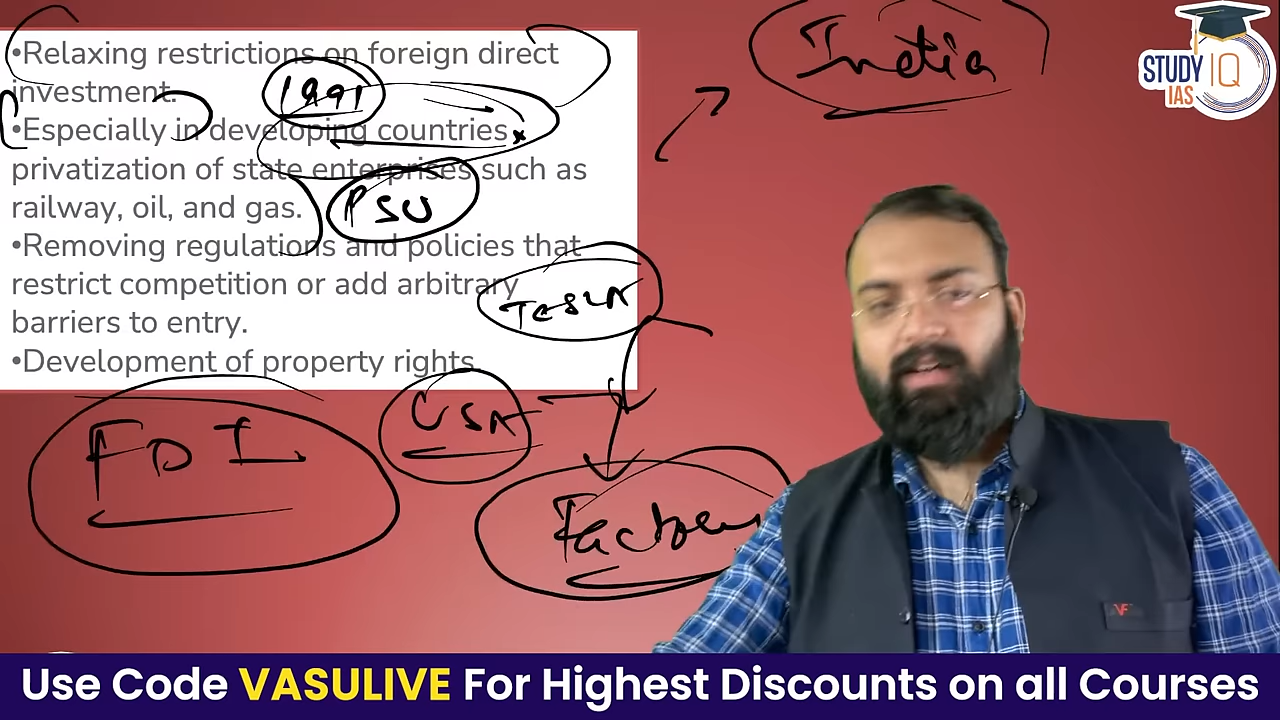 •Relaxing restrictions on foreign direct
investment.
•Especially in developing countries,
privatization of state enterprises such as
railway, oil, and gas.
•Removing regulations and policies that
restrict competition or add arbitrary
barriers to entry.
•Development of property rights
1991
PSU
TESLA
USA
FDI
Factory
India
STUDY IQ
IAS
VF
Use Code VASULIVE For Highest Discounts on all Courses